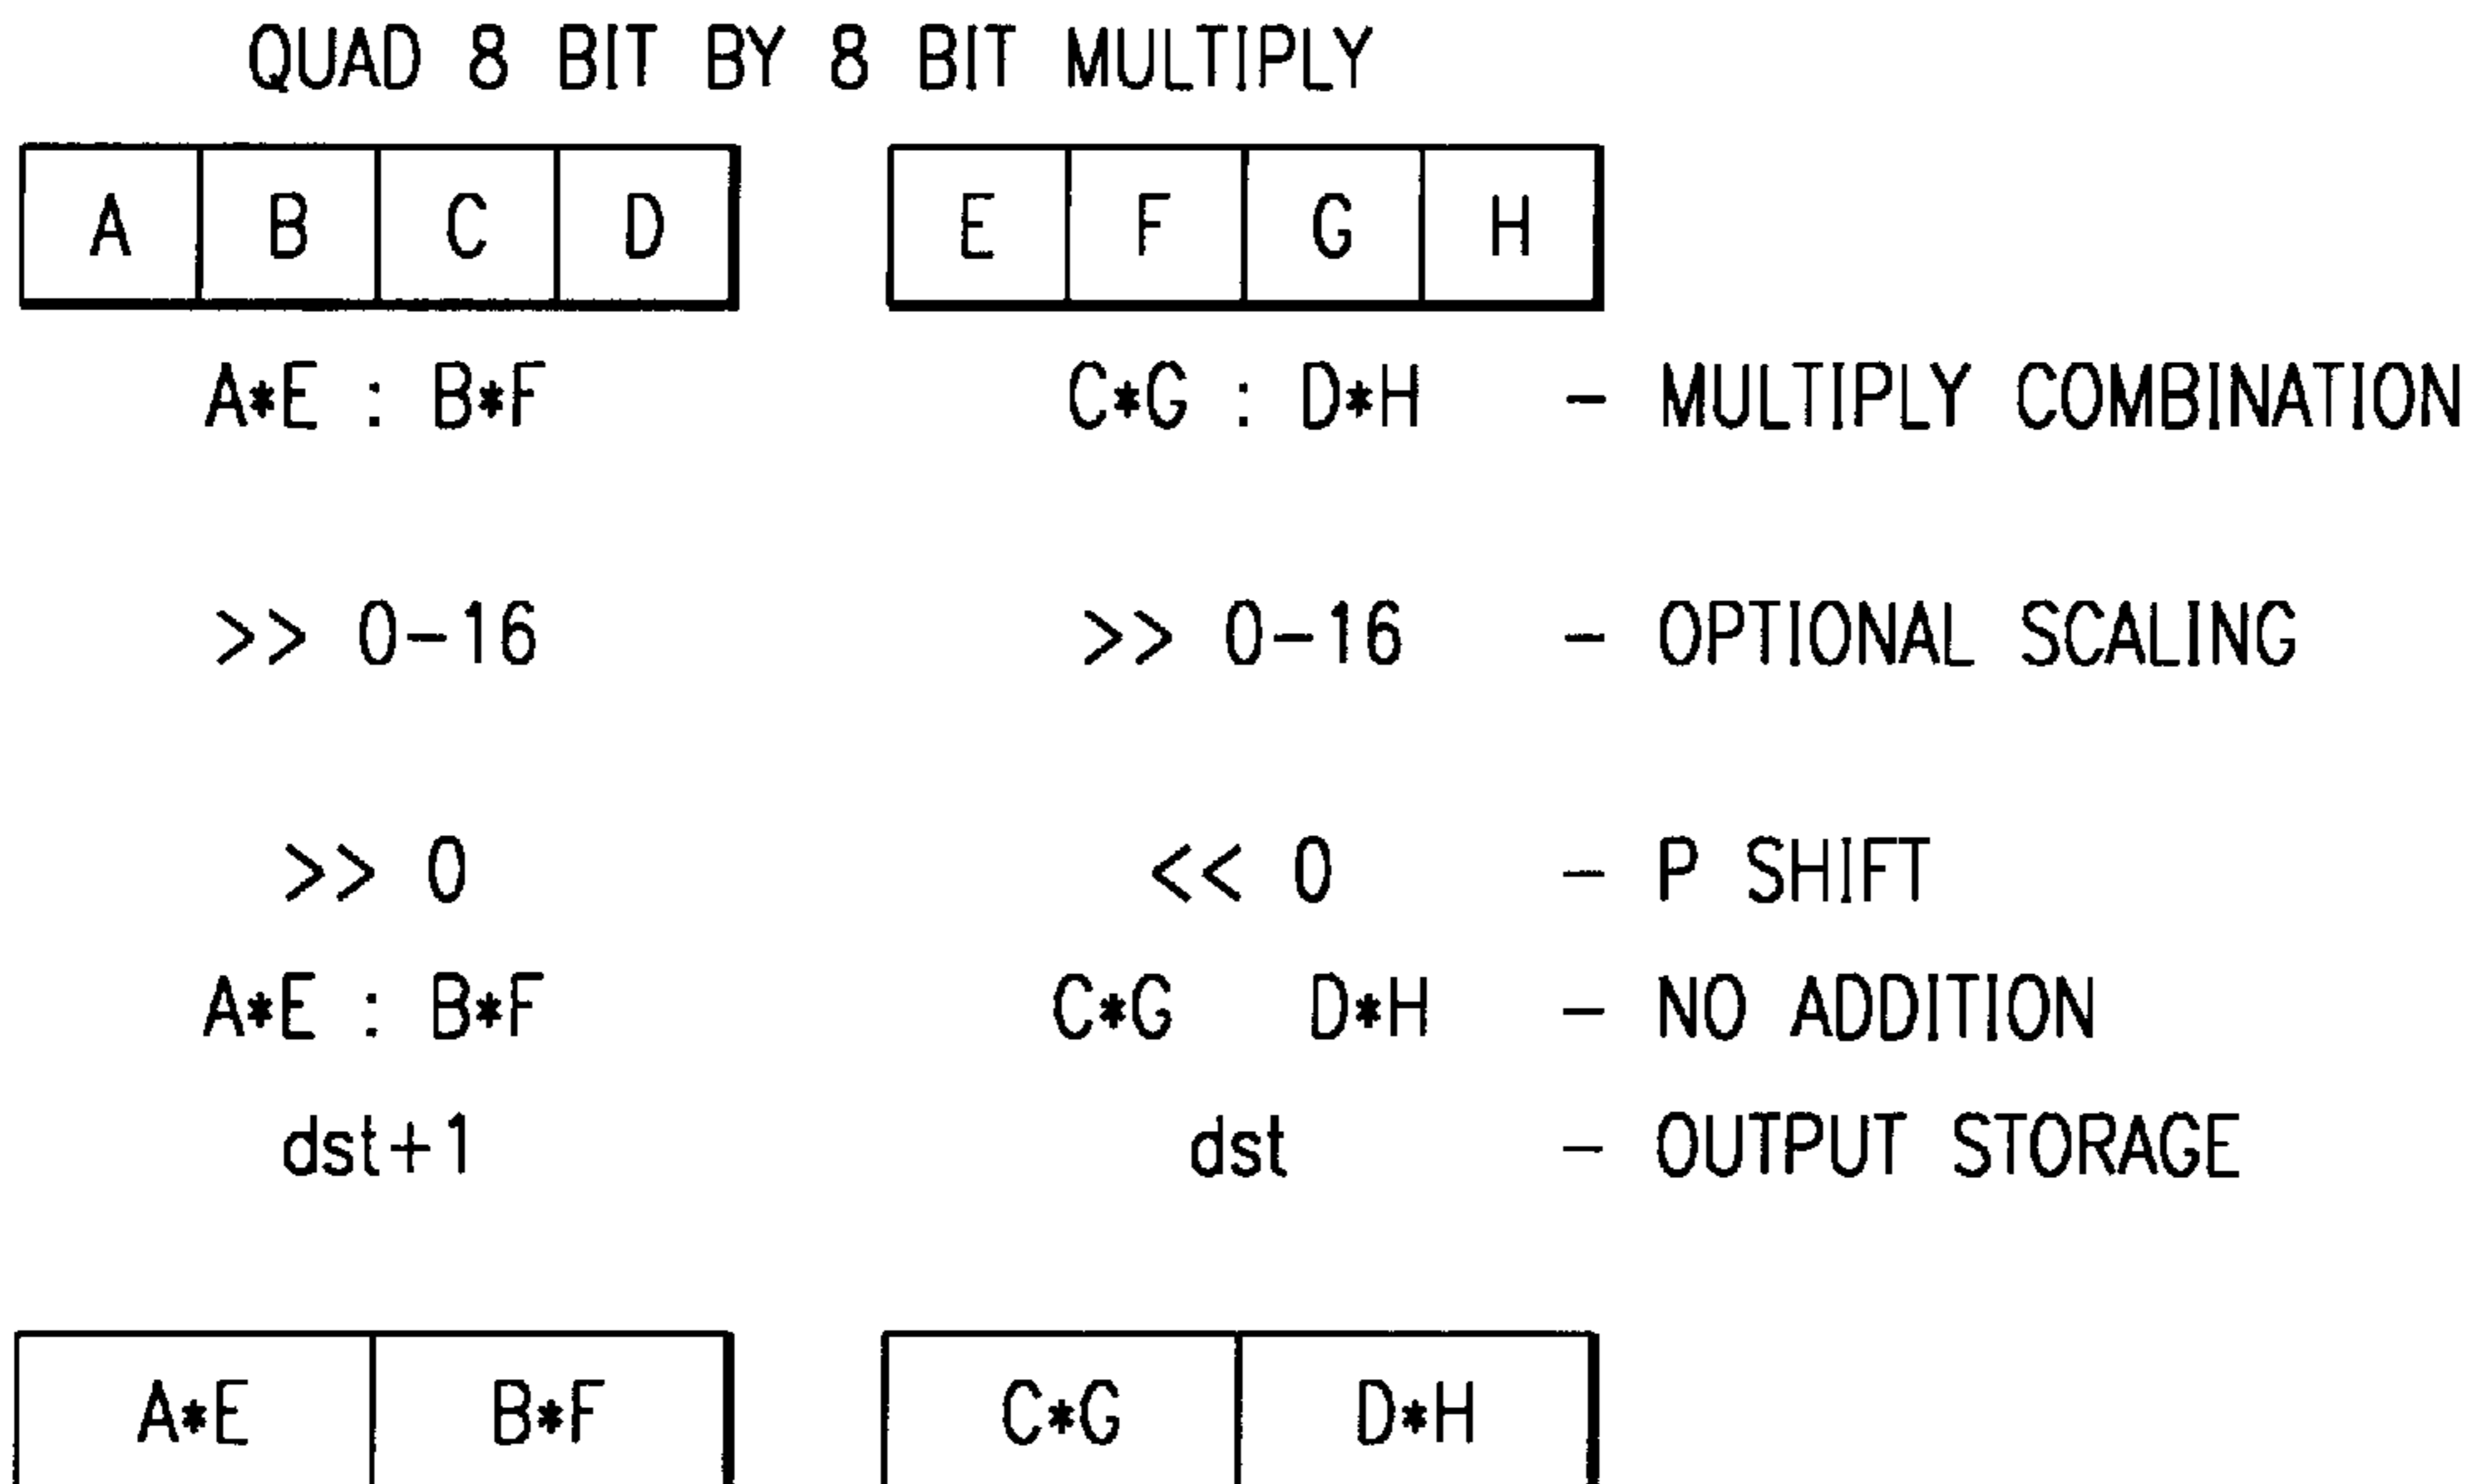 QUAD 8 BIT BY 8 BIT MULTIPLY
A B C D E F G H
A*E : B*F C*G : D*H - MULTIPLY COMBINATION
>> 0-16 >> 0-16 - OPTIONAL SCALING
>> 0 << 0 - P SHIFT
A*E : B*F C*G D*H - NO ADDITION
dst+1 dst - OUTPUT STORAGE
A*E B*F C*G D*H